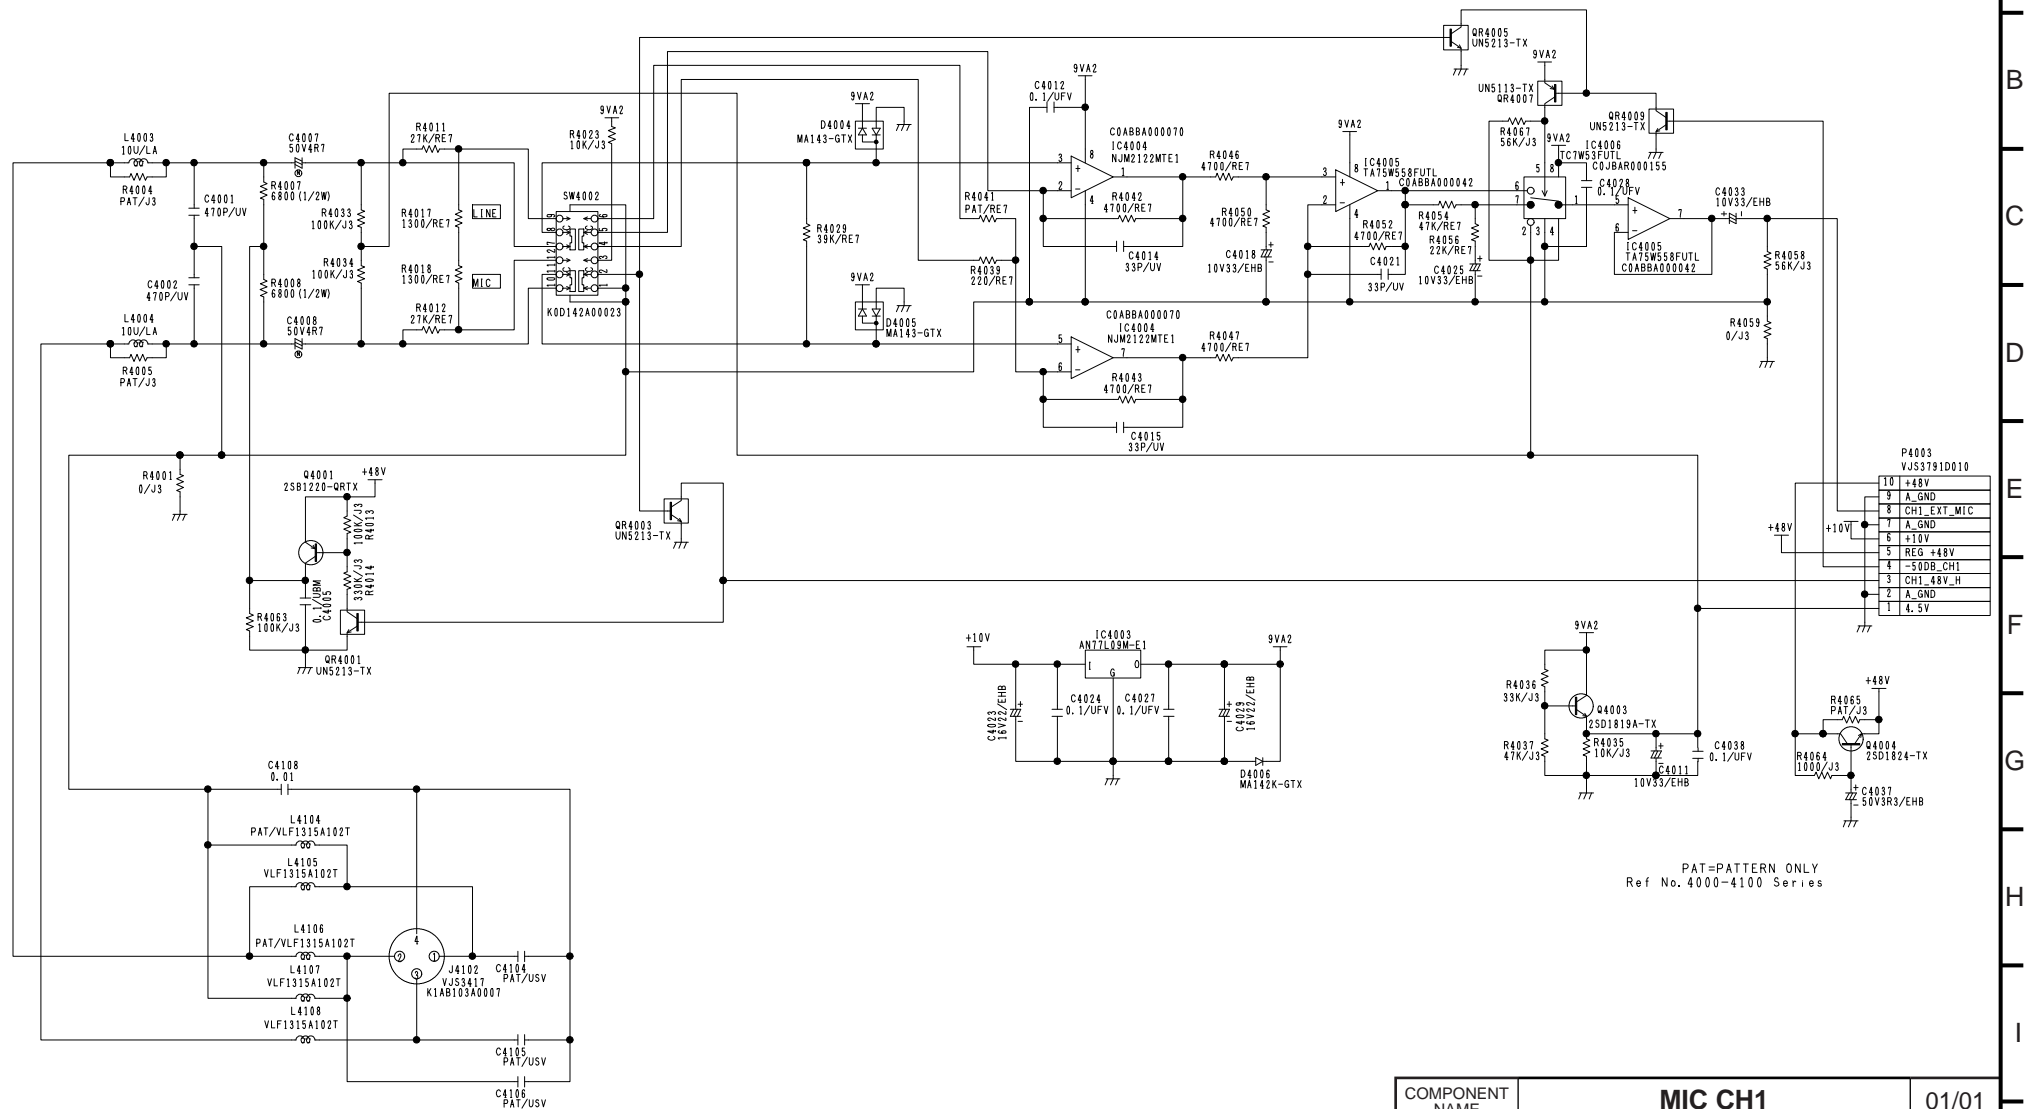 QR4005
UN5213-TX
B
9VA2
C4012
0.1/UFV
9VA2
UN5113-TX
QR4007
9VA2
D4004
MA143-GTX
9VA2
R4011
27K/RE7
R4023
10K/J3
L4003
10U/LA
C4007
50V4R7
C0ABBA000070
IC4004
NJM2122MTE1
9VA2
R4067
56K/J3
9VA2
QR4009
UN5213-TX
IC4006
TC7W53FUTL
C0JBAR000155
R4004
PAT/J3
C4001
470P/UV
R4007
6800(1/2W)
R4033
100K/J3
R4017
1300/RE7
LINE
SW4002
R4029
39K/RE7
R4041
PAT/RE7
R4042
4700/RE7
R4046
4700/RE7
R4050
4700/RE7
IC4005
TA75W558FUTL
C0ABBA000042
C4028
0.1/UFV
C4033
10V33/EHB
C
R4034
100K/J3
R4018
1300/RE7
MIC
C4002
470P/UV
R4008
6800(1/2W)
R4039
220/RE7
C4014
33P/UV
C4018
10V33/EHB
R4052
4700/RE7
C4021
33P/UV
R4054
47K/RE7
R4056
22K/RE7
C4025
10V33/EHB
IC4005
TA75W558FUTL
C0ABBA000042
R4058
56K/J3
9VA2
D4005
MA143-GTX
K0D142A00023
L4004
10U/LA
C4008
50V4R7
R4012
27K/RE7
C0ABBA000070
IC4004
NJM2122MTE1
R4047
4700/RE7
R4059
0/J3
D
R4005
PAT/J3
R4043
4700/RE7
C4015
33P/UV
R4001
0/J3
Q4001
2SB1220-QRTX
+48V
100K/J3
R4013
330K/J3
R4014
QR4003
UN5213-TX
P4003
VJS3791D010
10 +48V
9 A_GND
8 CH1_EXT_MIC
7 A_GND
6 +10V
5 REG +48V
4 -50DB_CH1
3 CH1_48V_H
2 A_GND
1 4.5V
+48V
+10V
E
R4063
100K/J3
0.1/UBM
C4005
QR4001
UN5213-TX
+10V
IC4003
AN77L09M-E1
I
G
O
9VA2
9VA2
F
C4023
16V22/EHB
C4024
0.1/UFV
C4027
0.1/UFV
C4029
16V22/EHB
D4006
MA142K-GTX
R4036
33K/J3
Q4003
2SD1819A-TX
R4037
47K/J3
R4035
10K/J3
C4011
10V33/EHB
C4038
0.1/UFV
+48V
R4065
PAT/J3
R4064
1000/J3
Q4004
2SD1824-TX
C4037
50V3R3/EHB
G
C4108
0.01
L4104
PAT/VLF1315A102T
L4105
VLF1315A102T
PAT=PATTERN ONLY
Ref No.4000-4100 Series
H
L4106
PAT/VLF1315A102T
L4107
VLF1315A102T
4
2
1
3
J4102
VJS3417
K1AB103A0007
C4104
PAT/USV
L4108
VLF1315A102T
C4105
PAT/USV
C4106
PAT/USV
I
COMPONENT
NAME
MIC CH1
01/01